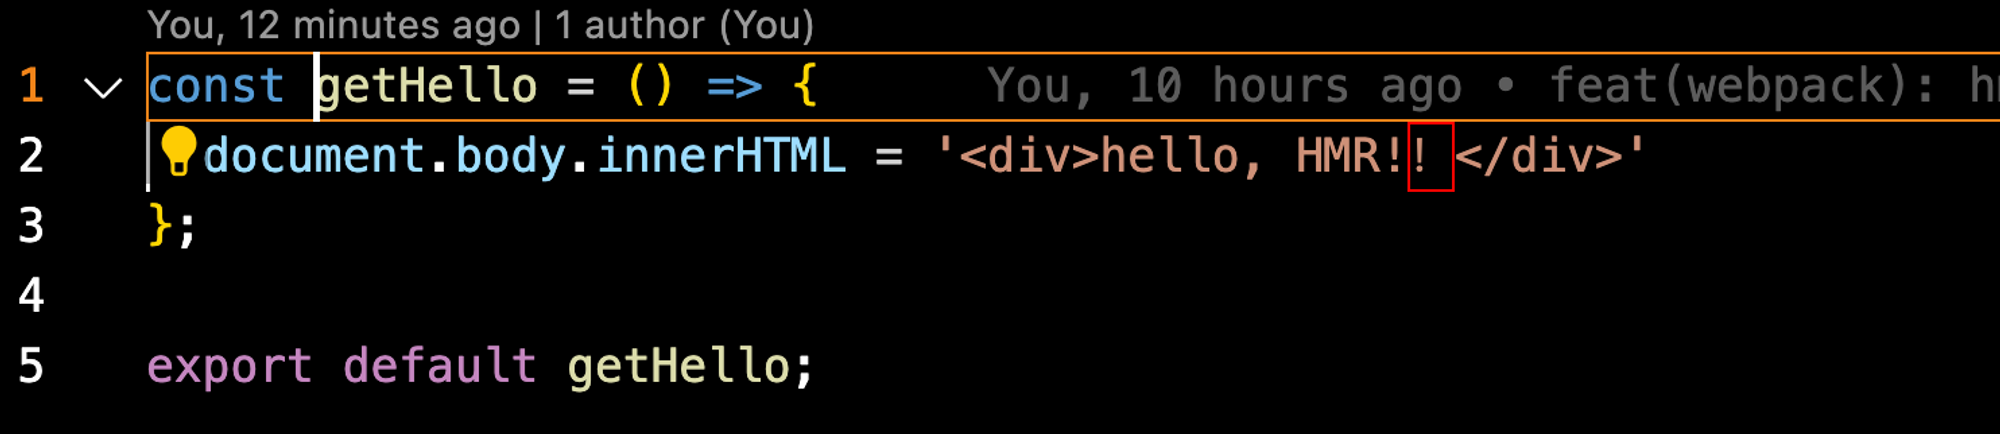 You, 12 minutes ago | 1 author (You)
1 const getHello = () => { You, 10 hours ago • feat(webpack):
2 document.body.innerHTML = '<div>hello, HMR!! </div>'
3 };
4
5 export default getHello;